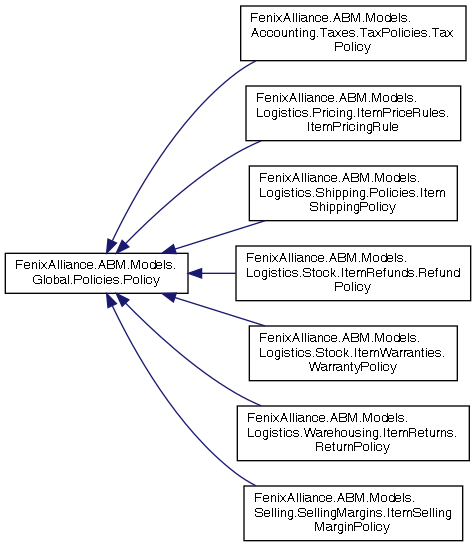 FenixAlliance.ABM.Models.
Accounting.Taxes.TaxPolicies.Tax
Policy
FenixAlliance.ABM.Models.
Logistics.Pricing.ItemPriceRules.
ItemPricingRule
FenixAlliance.ABM.Models.
Logistics.Shipping.Policies.Item
ShippingPolicy
FenixAlliance.ABM.Models.
Global.Policies.Policy
FenixAlliance.ABM.Models.
Logistics.Stock.ItemRefunds.Refund
Policy
FenixAlliance.ABM.Models.
Logistics.Stock.ItemWarranties.
WarrantyPolicy
FenixAlliance.ABM.Models.
Logistics.Warehousing.ItemReturns.
ReturnPolicy
FenixAlliance.ABM.Models.
Selling.SellingMargins.ItemSelling
MarginPolicy